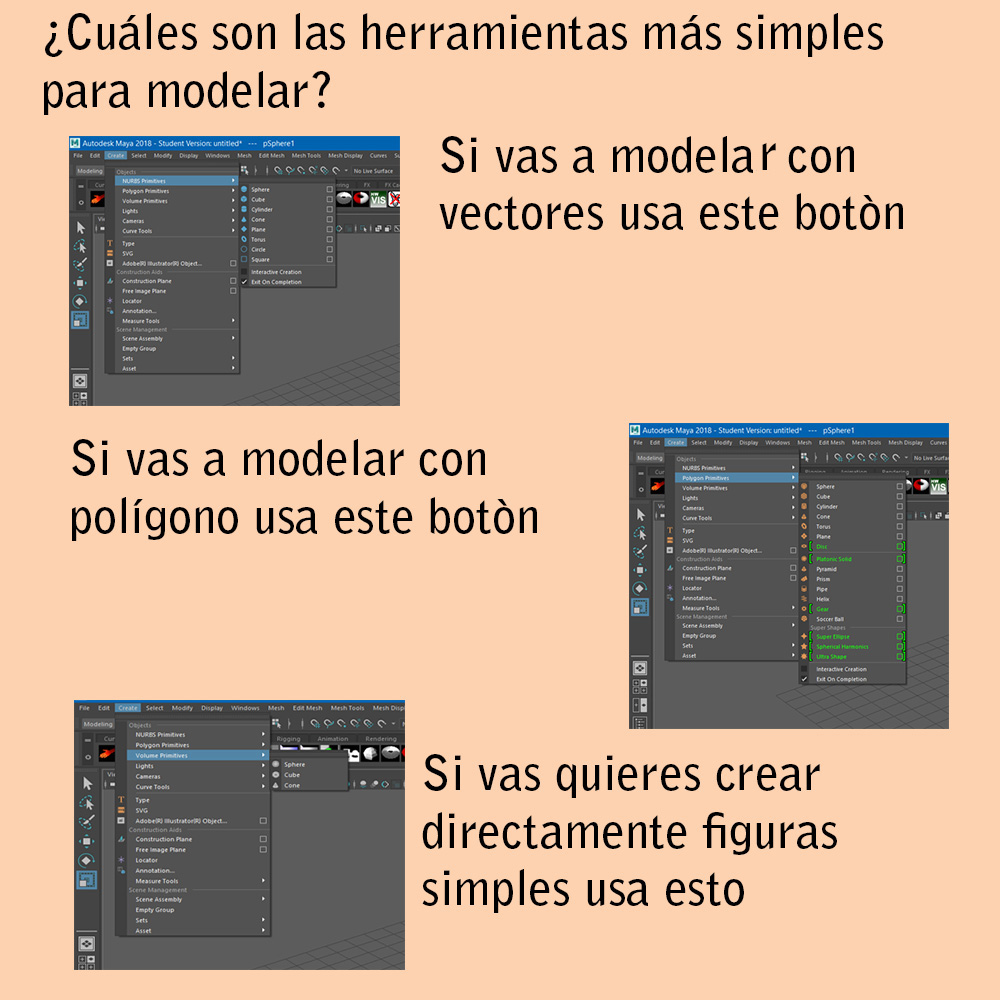 ¿Cuáles son las herramientas más simples
para modelar?
Autodesk Maya 2018 - Student Version: untitled* --- pSphere1
File Edit Create Select Modify Display Windows Mesh Edit Mesh Mesh Tools Mesh Display Curves Su
Modeling
No Live Surface
Objects
NURBS Primitives
Polygon Primitives
Volume Primitives
Lights
Cameras
Curve Tools
Type
SVG
Adobe(R) Illustrator(R) Object...
Construction Aids
Construction Plane
Free Image Plane
Locator
Annotation...
Measure Tools
Scene Management
Scene Assembly
Empty Group
Sets
Asset
Sphere
Cube
Cylinder
Cone
Plane
Torus
Circle
Square
Interactive Creation
Exit On Completion
FX FX Ca
VIS
Si vas a modelar con
vectores usa este botòn
Si vas a modelar con
polígono usa este botòn
Autodesk Maya 2018 - Student Version: untitled* --- pSphere1
File Edit Create Select Modify Display Windows Mesh Edit Mesh Mesh Tools Mesh Display Curves
Modeling
No Live Surfac
Objects
NURBS Primitives
Polygon Primitives
Volume Primitives
Lights
Cameras
Curve Tools
Type
SVG
Adobe(R) Illustrator(R) Object...
Construction Aids
Construction Plane
Free Image Plane
Locator
Annotation...
Measure Tools
Scene Management
Scene Assembly
Empty Group
Sets
Asset
Rigging Animation Rendering FX F
VIS
Sphere
Cube
Cylinder
Cone
Torus
Plane
Disc
Platonic Solid
Pyramid
Prism
Pipe
Helix
Gear
Soccer Ball
Super Shapes
Super Ellipse
Spherical Harmonics
Ultra Shape
Interactive Creation
Exit On Completion
File Edit Create Select Modify Display Windows Mesh Edit Mesh Mesh Tools Mesh Disp
Modeling
Objects
NURBS Primitives
Polygon Primitives
Volume Primitives
Lights
Cameras
Curve Tools
Type
SVG
Adobe(R) Illustrator(R) Object...
Construction Aids
Construction Plane
Free Image Plane
Locator
Annotation...
Measure Tools
Scene Management
Scene Assembly
Empty Group
Sets
Asset
Rigging Animation Rendering
Sphere
Cube
Cone
Si vas quieres crear
directamente figuras
simples usa esto